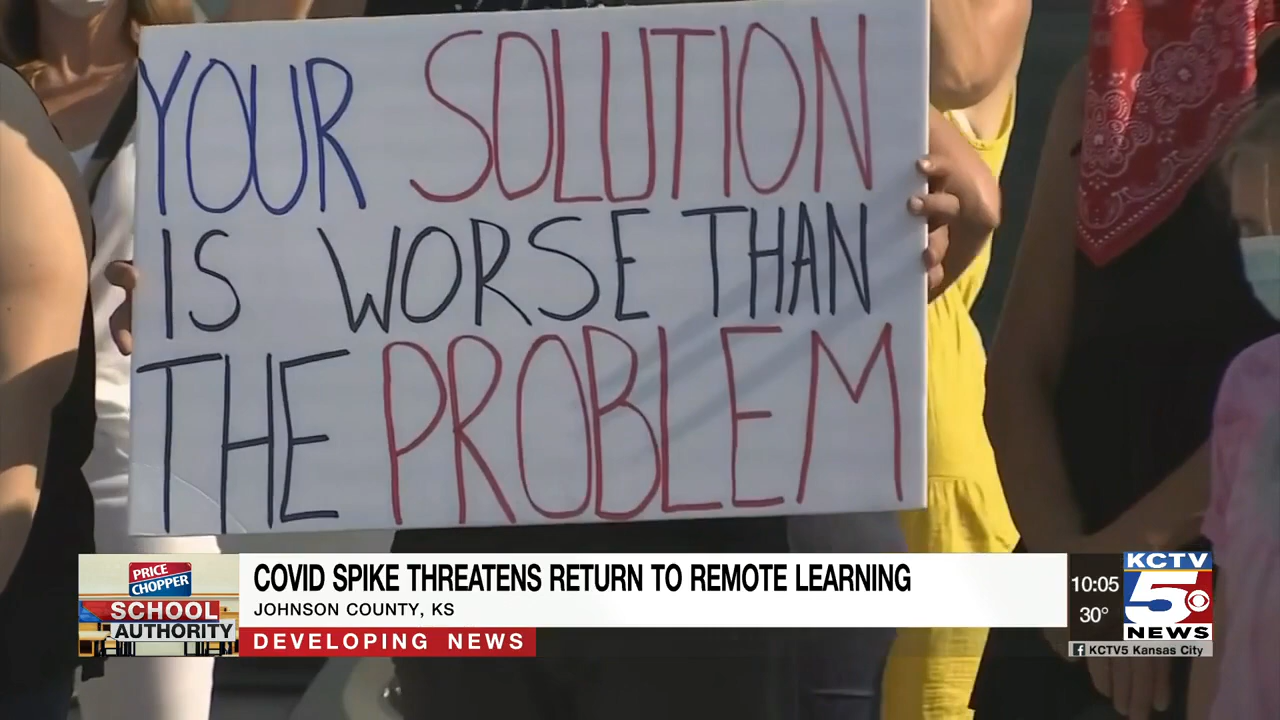 YOUR SOLUTION
IS WORSE THAN
THE PROBLEM
PRICE
CHOPPER
SCHOOL
AUTHORITY
COVID SPIKE THREATENS RETURN TO REMOTE LEARNING
JOHNSON COUNTY, KS
DEVELOPING NEWS
10:05
30°
KCTV
5
NEWS
f KCTV5 Kansas City